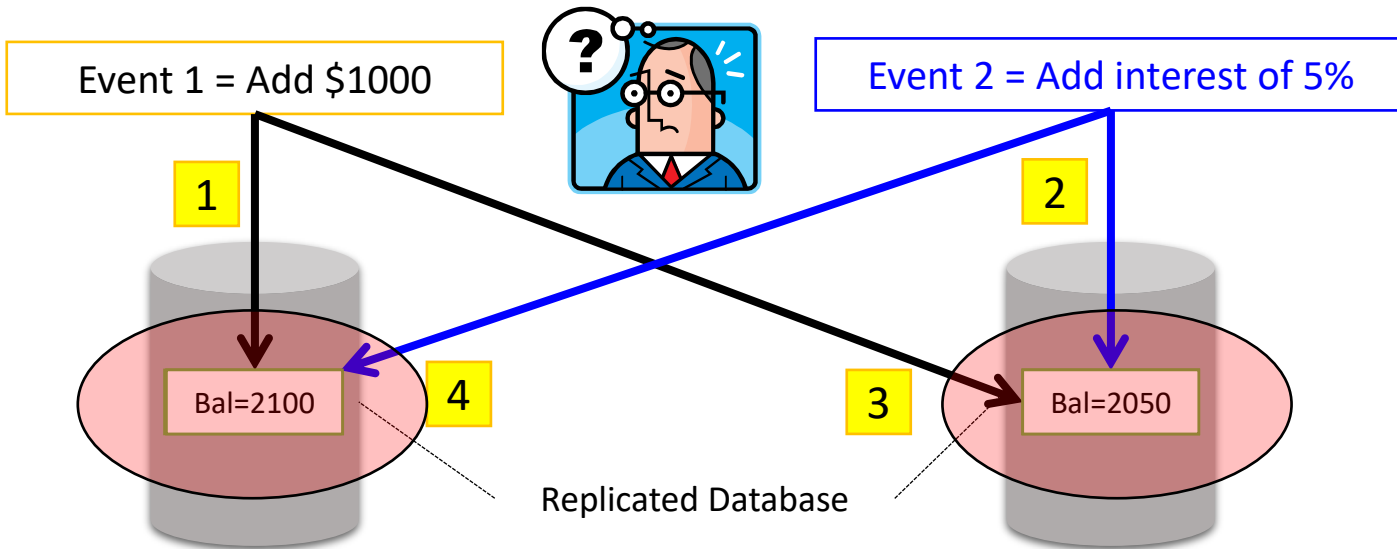 ?
Event 1 = Add $1000
Event 2 = Add interest of 5%
1
2
Bal=2100
4
3
Bal=2050
Replicated Database